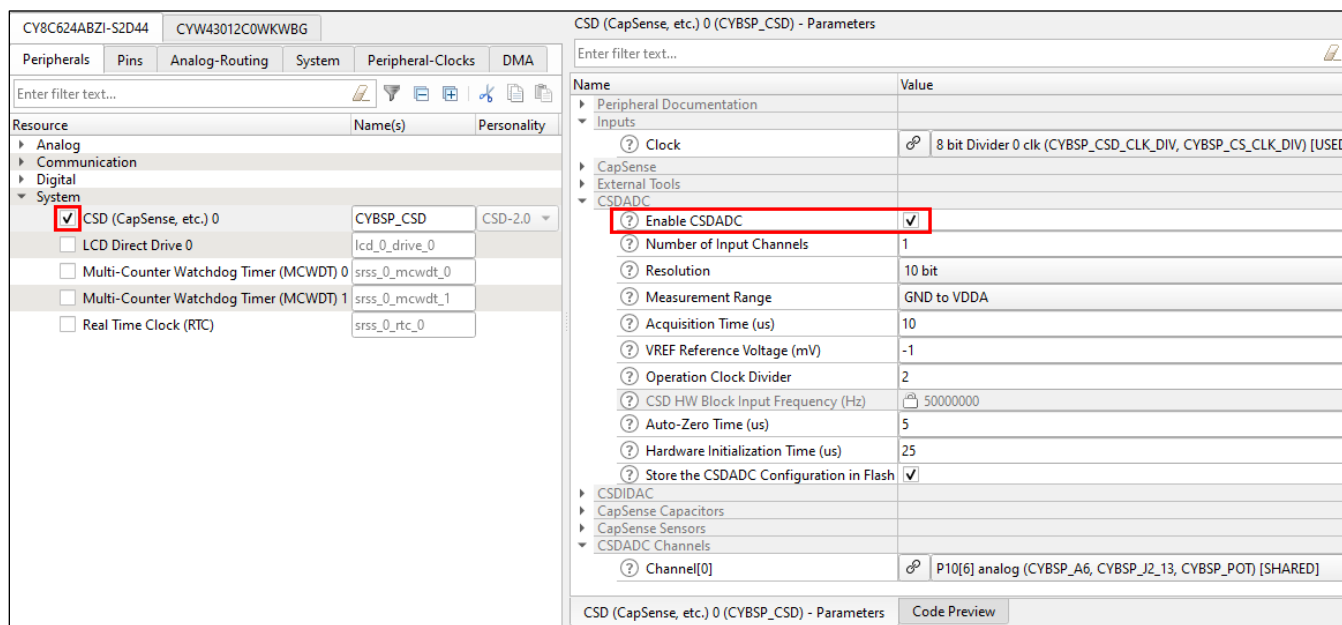 CY8C624ABZI-S2D44 CYW43012C0WKWBG
Peripherals Pins Analog-Routing System Peripheral-Clocks DMA
Enter filter text...
Resource Name(s) Personality
Analog
Communication
Digital
System
CSD (CapSense, etc.) 0 CYBSP_CSD CSD-2.0
LCD Direct Drive 0 lcd_0_drive_0
Multi-Counter Watchdog Timer (MCWDT) 0 srss_0_mcwdt_0
Multi-Counter Watchdog Timer (MCWDT) 1 srss_0_mcwdt_1
Real Time Clock (RTC) srss_0_rtc_0
CSD (CapSense, etc.) 0 (CYBSP_CSD) - Parameters
Enter filter text...
Name Value
Peripheral Documentation
Inputs
? Clock 8 bit Divider 0 clk (CYBSP_CSD_CLK_DIV, CYBSP_CS_CLK_DIV) [USED
CapSense
External Tools
CSDADC
? Enable CSDADC
? Number of Input Channels 1
? Resolution 10 bit
? Measurement Range GND to VDDA
? Acquisition Time (us) 10
? VREF Reference Voltage (mV) -1
? Operation Clock Divider 2
? CSD HW Block Input Frequency (Hz) 50000000
? Auto-Zero Time (us) 5
? Hardware Initialization Time (us) 25
? Store the CSDADC Configuration in Flash
CSDIDAC
CapSense Capacitors
CapSense Sensors
CSDADC Channels
? Channel[0] P10[6] analog (CYBSP_A6, CYBSP_J2_13, CYBSP_POT) [SHARED]
CSD (CapSense, etc.) 0 (CYBSP_CSD) - Parameters Code Preview